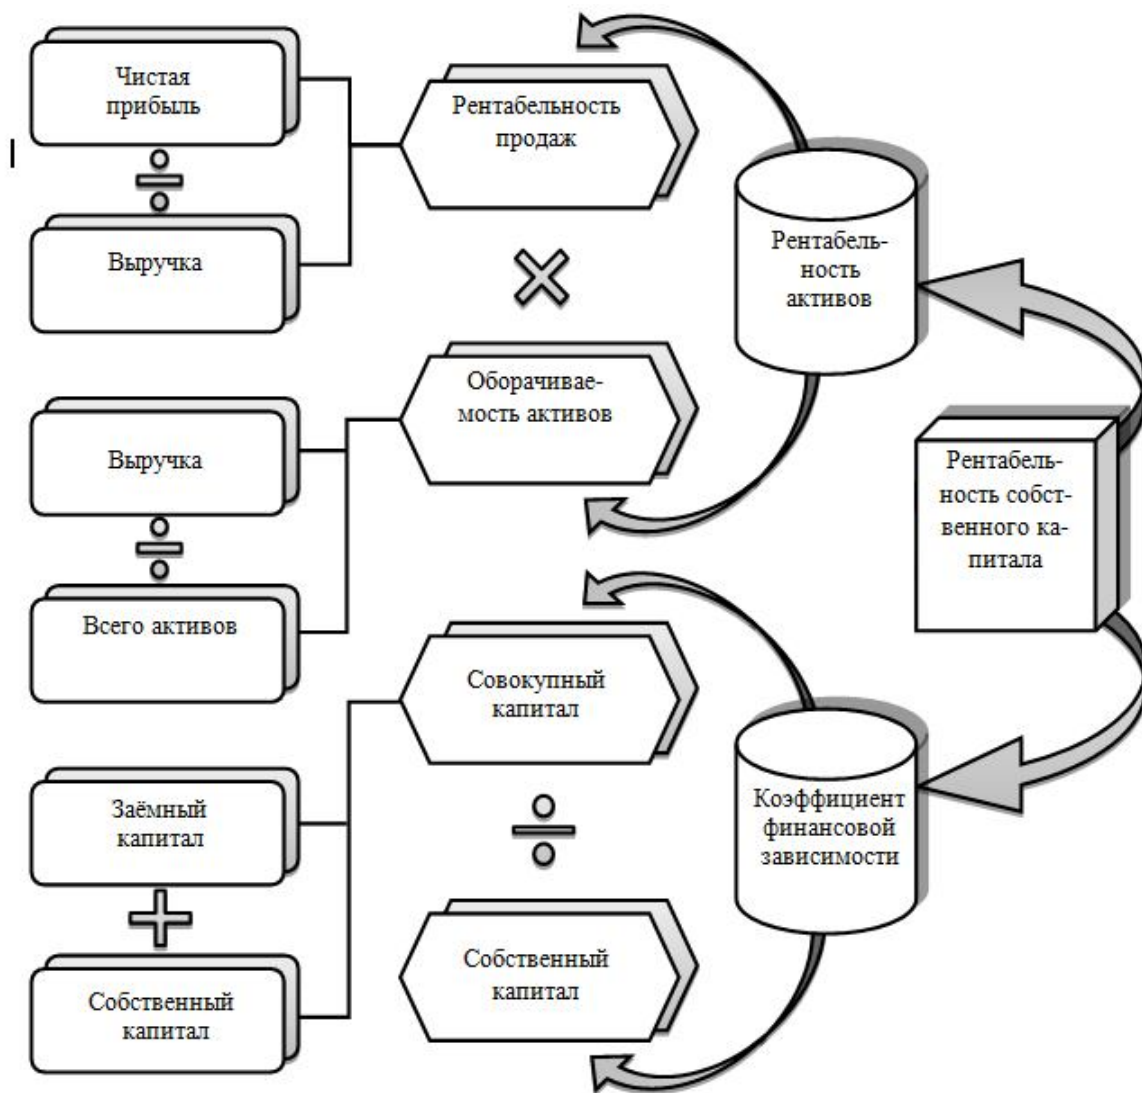 Чистая
прибыль
÷
Выручка
Рентабельность
продаж
×
Выручка
÷
Всего активов
Оборачивае-
мость активов
Рентабель-
ность
активов
Рентабель-
ность собст-
венного ка-
питала
Заёмный
капитал
+
Собственный
капитал
Совокупный
капитал
÷
Собственный
капитал
Коэффициент
финансовой
зависимости